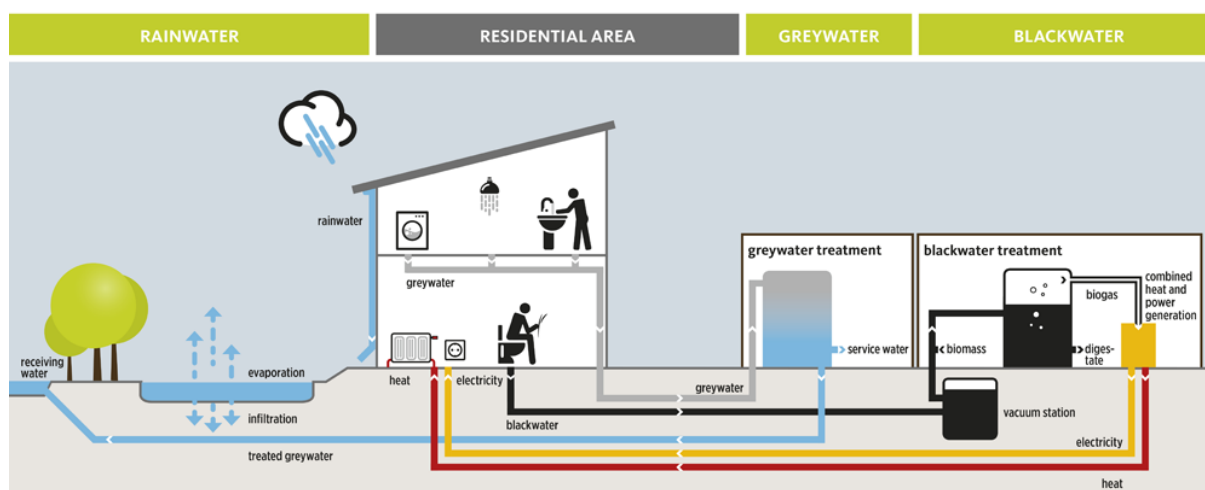 RAINWATER
RESIDENTIAL AREA
GREYWATER
BLACKWATER
rainwater
greywater
greywater treatment
blackwater treatment
combined
heat and
power
generation
biogas
receiving
water
evaporation
heat
electricity
service water
biomass
diges-
tate
greywater
infiltration
blackwater
vacuum station
treated greywater
electricity
heat